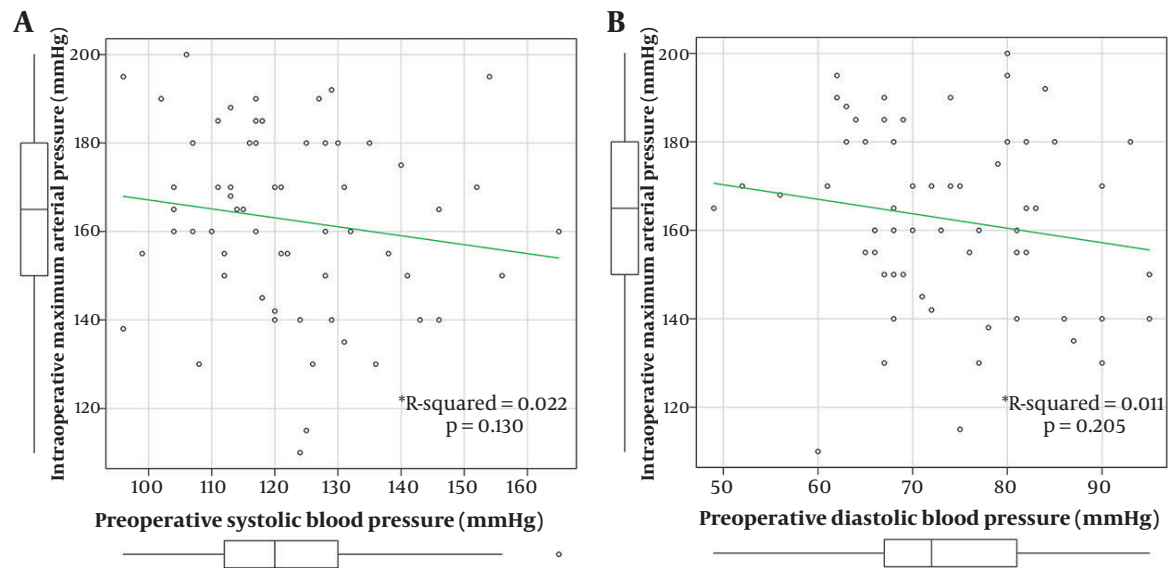 A
Intraoperative maximum arterial pressure (mmHg)
200
180
160
140
120
*R-squared = 0.022
p = 0.130
100 110 120 130 140 150 160
Preoperative systolic blood pressure (mmHg)
B
Intraoperative maximum arterial pressure (mmHg)
200
180
160
140
120
*R-squared = 0.011
p = 0.205
50 60 70 80 90
Preoperative diastolic blood pressure (mmHg)